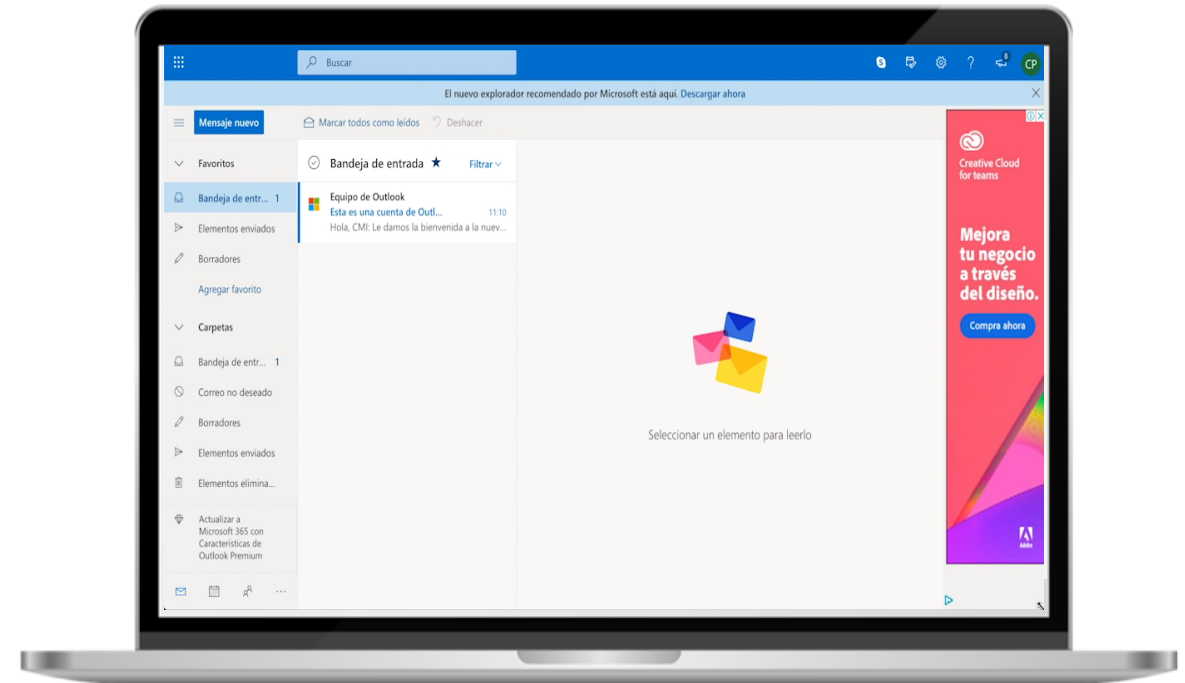 Buscar
8
CP
El nuevo explorador recomendado por Microsoft está aquí. Descargar ahora
Mensaje nuevo
Marcar todos como leídos
Deshacer
Favoritos
Bandeja de entr... 1
Elementos enviados
Borradores
Agregar favorito
Carpetas
Bandeja de entr... 1
Correo no deseado
Borradores
Elementos enviados
Elementos elimina...
Actualizar a
Microsoft 365 con
Características de
Outlook Premium
Bandeja de entrada
Filtrar
Equipo de Outlook
Esta es una cuenta de Outl... 11:10
Hola, CMI: Le damos la bienvenida a la nuev...
Seleccionar un elemento para leerlo
Creative Cloud
for teams
Mejora
tu negocio
a través
del diseño.
Compra ahora
Adobe